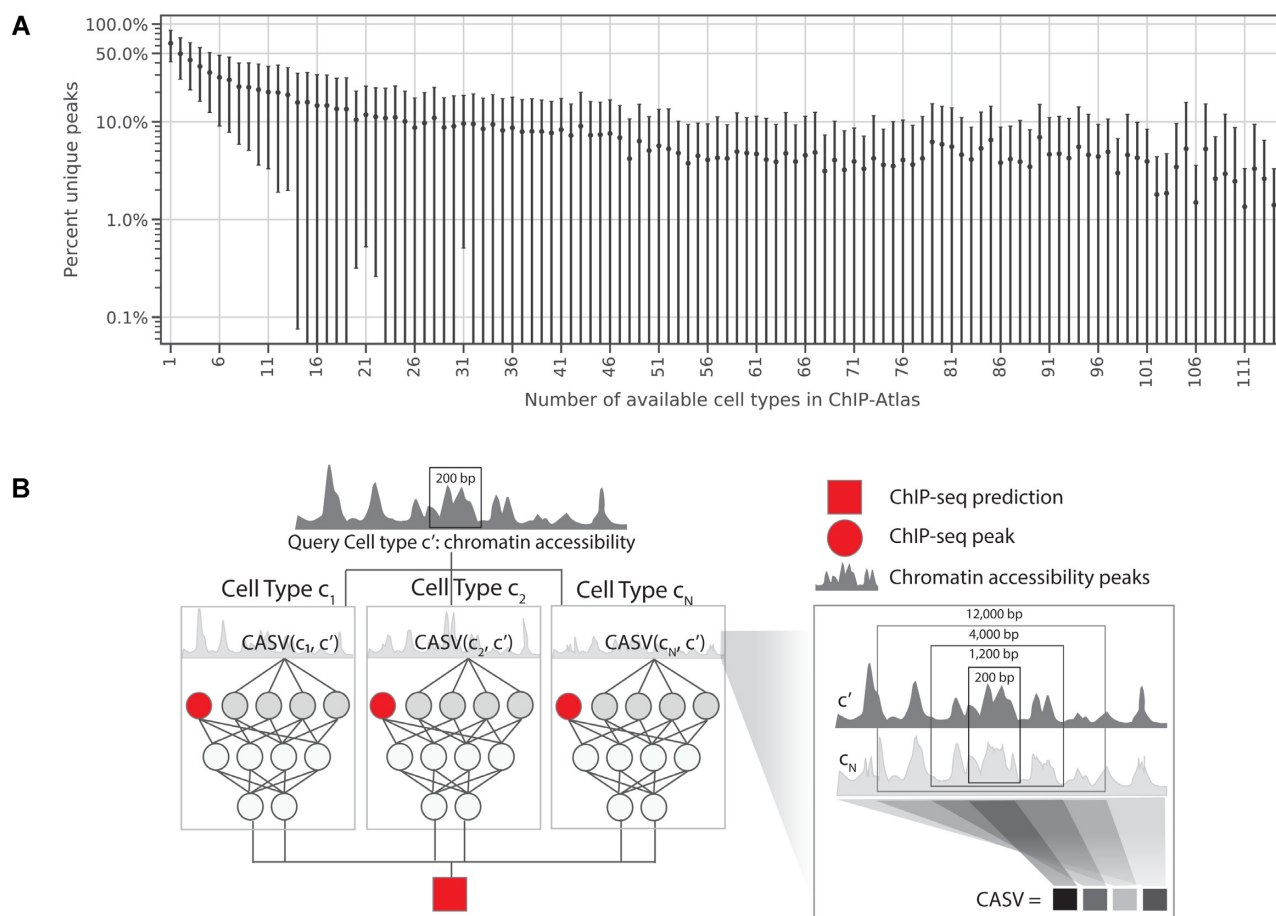 A
100.0%
50.0%
10.0%
1.0%
0.1%
Percent unique peaks
1 6 11 16 21 26 31 36 41 46 51 56 61 66 71 76 81 86 91 96 101 106 111
Number of available cell types in ChIP-Atlas
B
200 bp
Query Cell type c': chromatin accessibility
Cell Type c1 Cell Type c2 Cell Type cN
CASV(c1, c') CASV(c2, c') CASV(cN, c')
ChIP-seq prediction
ChIP-seq peak
Chromatin accessibility peaks
12,000 bp
4,000 bp
1,200 bp
200 bp
c'
cN
CASV =